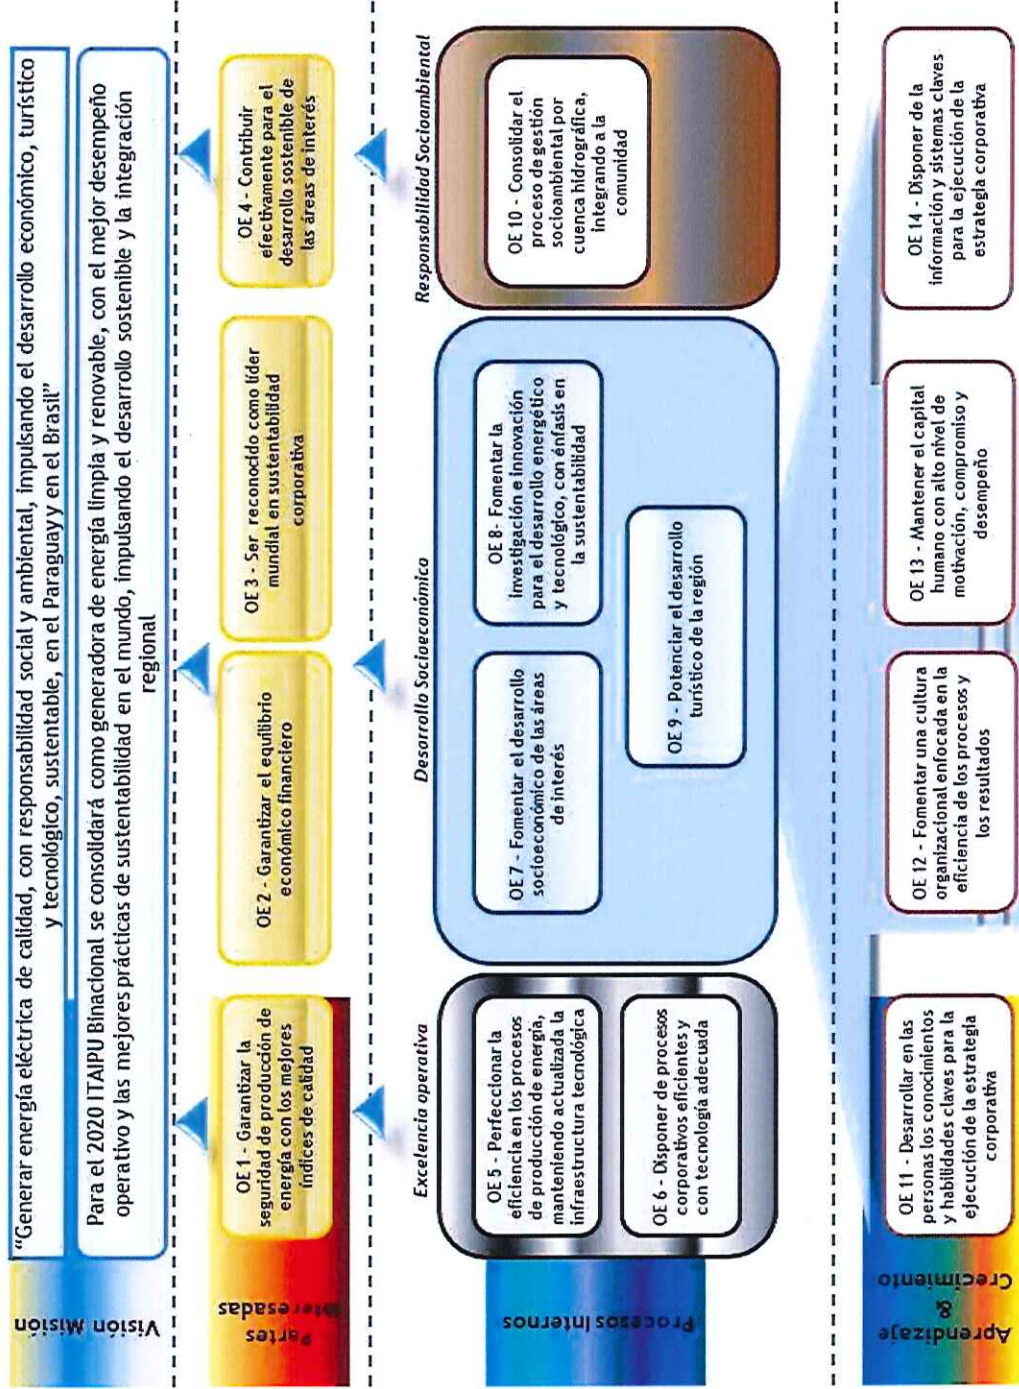 Misión
"Generar energía eléctrica de calidad, con responsabilidad social y ambiental, impulsando el desarrollo económico, turístico
y tecnológico, sustentable, en el Paraguay y en el Brasil"
Visión
Para el 2020 ITAIPU Binacional se consolidará como generadora de energía limpia y renovable, con el mejor desempeño
operativo y las mejores prácticas de sustentabilidad en el mundo, impulsando el desarrollo sostenible y la integración
regional
Partes
Interesadas
OE 1 - Garantizar la
seguridad de producción de
energía con los mejores
índices de calidad
OE 2 - Garantizar el equilibrio
económico financiero
OE 3 - Ser reconocido como líder
mundial en sustentabilidad
corporativa
OE 4 - Contribuir
efectivamente para el
desarrollo sostenible de
las áreas de interés
Procesos Internos
Excelencia operativa
OE 5 - Perfeccionar la
eficiencia en los procesos
de producción de energía,
manteniendo actualizada la
infraestructura tecnológica
OE 6 - Disponer de procesos
corporativos eficientes y
con tecnología adecuada
Desarrollo Socioeconómico
OE 7 - Fomentar el desarrollo
socioeconómico de las áreas
de interés
OE 8- Fomentar la
investigación e innovación
para el desarrollo energético
y tecnológico, con énfasis en
la sustentabilidad
OE 9 - Potenciar el desarrollo
turístico de la región
Responsabilidad Socioambiental
OE 10 - Consolidar el
proceso de gestión
socioambiental por
cuenca hidrográfica,
integrando a la
comunidad
Aprendizaje
&
Crecimiento
OE 11 - Desarrollar en las
personas los conocimientos
y habilidades claves para la
ejecución de la estrategia
corporativa
OE 12 - Fomentar una cultura
organizacional enforcada en la
eficiencia de los procesos y
los resultados
OE 13 - Mantener el capital
humano con alto nivel de
motivación, compromiso y
desempeño
OE 14 - Disponer de la
información y sistemas claves
para la ejecución de la
estrategia corporativa